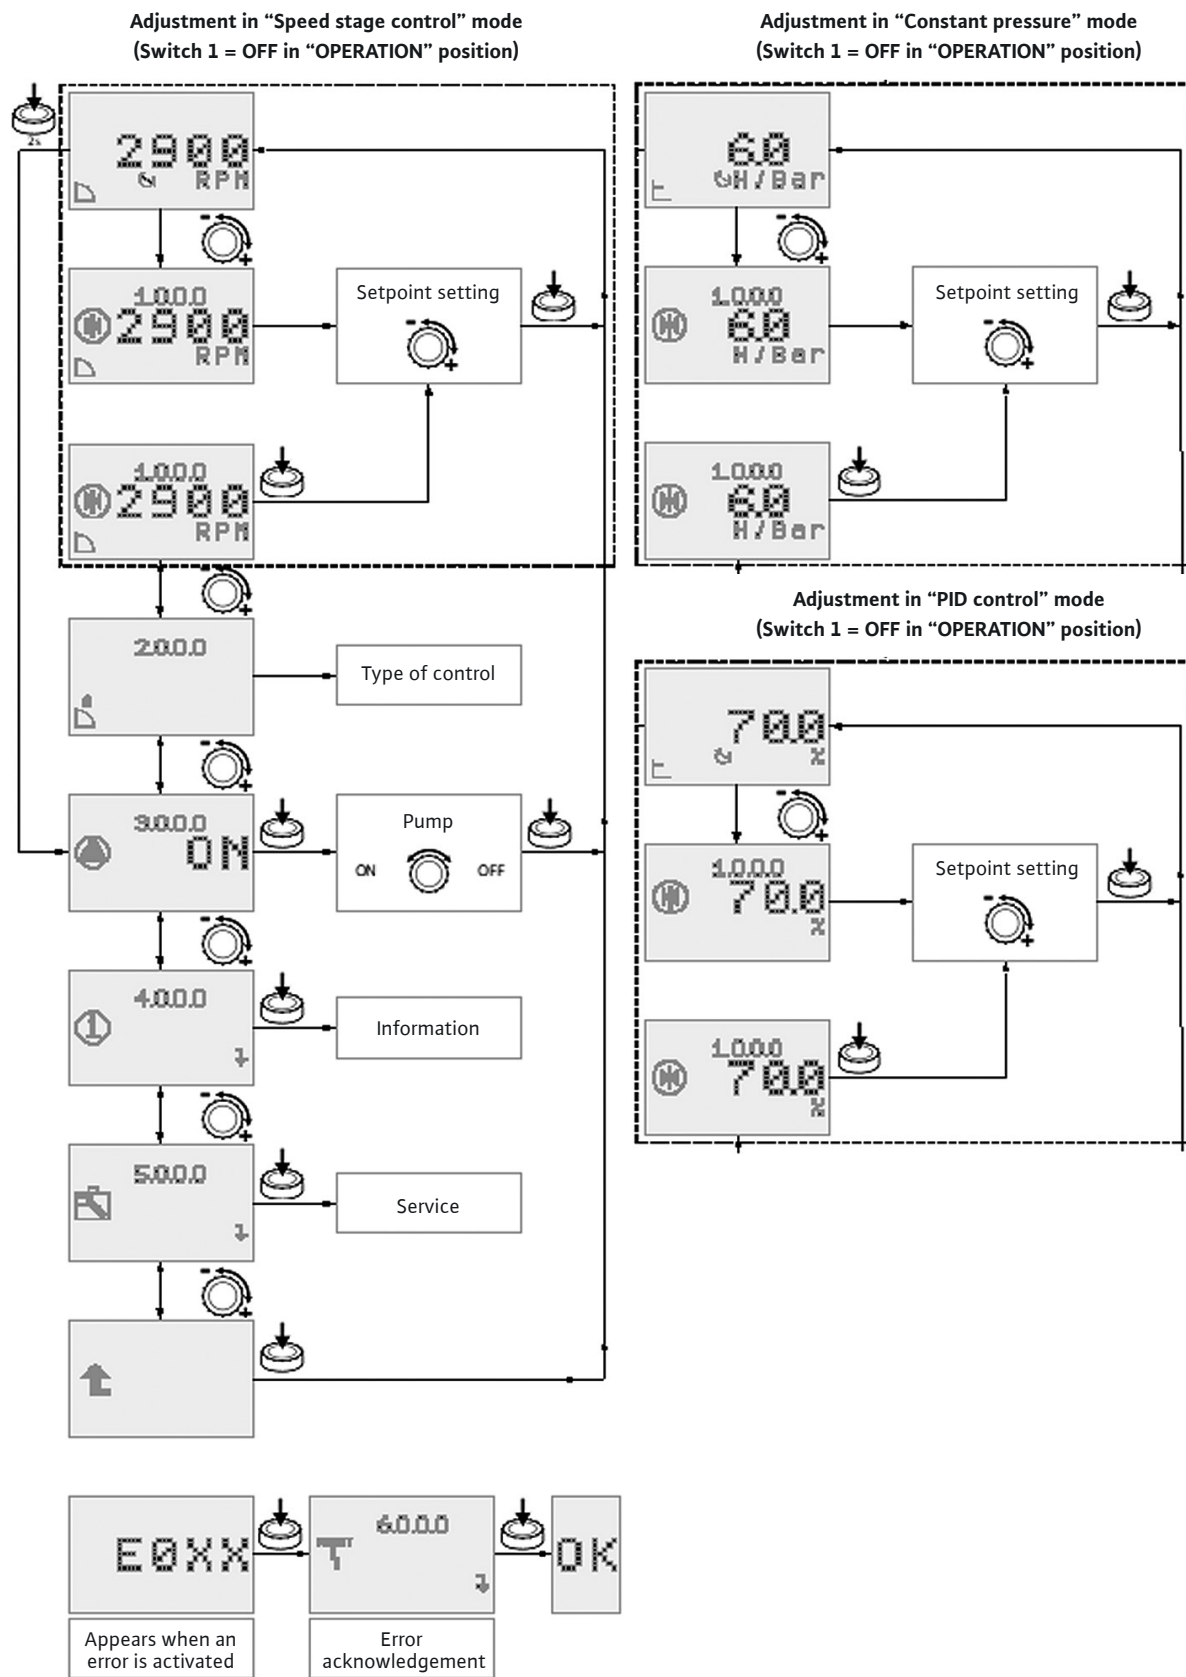 Adjustment in “Speed stage control” mode
(Switch 1 = OFF in “OPERATION” position)
2s
2900
RPM
1.0.0.0
2900
RPM
Setpoint setting
- +
1.0.0.0
2900
RPM
- +
2.0.0.0
Type of control
- +
3.0.0.0
ON
Pump
ON OFF
- +
4.0.0.0
1
Information
- +
5.0.0.0
Service
- +
E0XX
6.0.0.0
OK
Appears when an
error is activated
Error
acknowledgement
Adjustment in “Constant pressure” mode
(Switch 1 = OFF in “OPERATION” position)
6.0
H/Bar
- +
1.0.0.0
6.0
H/Bar
Setpoint setting
- +
1.0.0.0
6.0
H/Bar
Adjustment in “PID control” mode
(Switch 1 = OFF in “OPERATION” position)
70.0
%
- +
1.0.0.0
70.0
%
Setpoint setting
- +
1.0.0.0
70.0
%